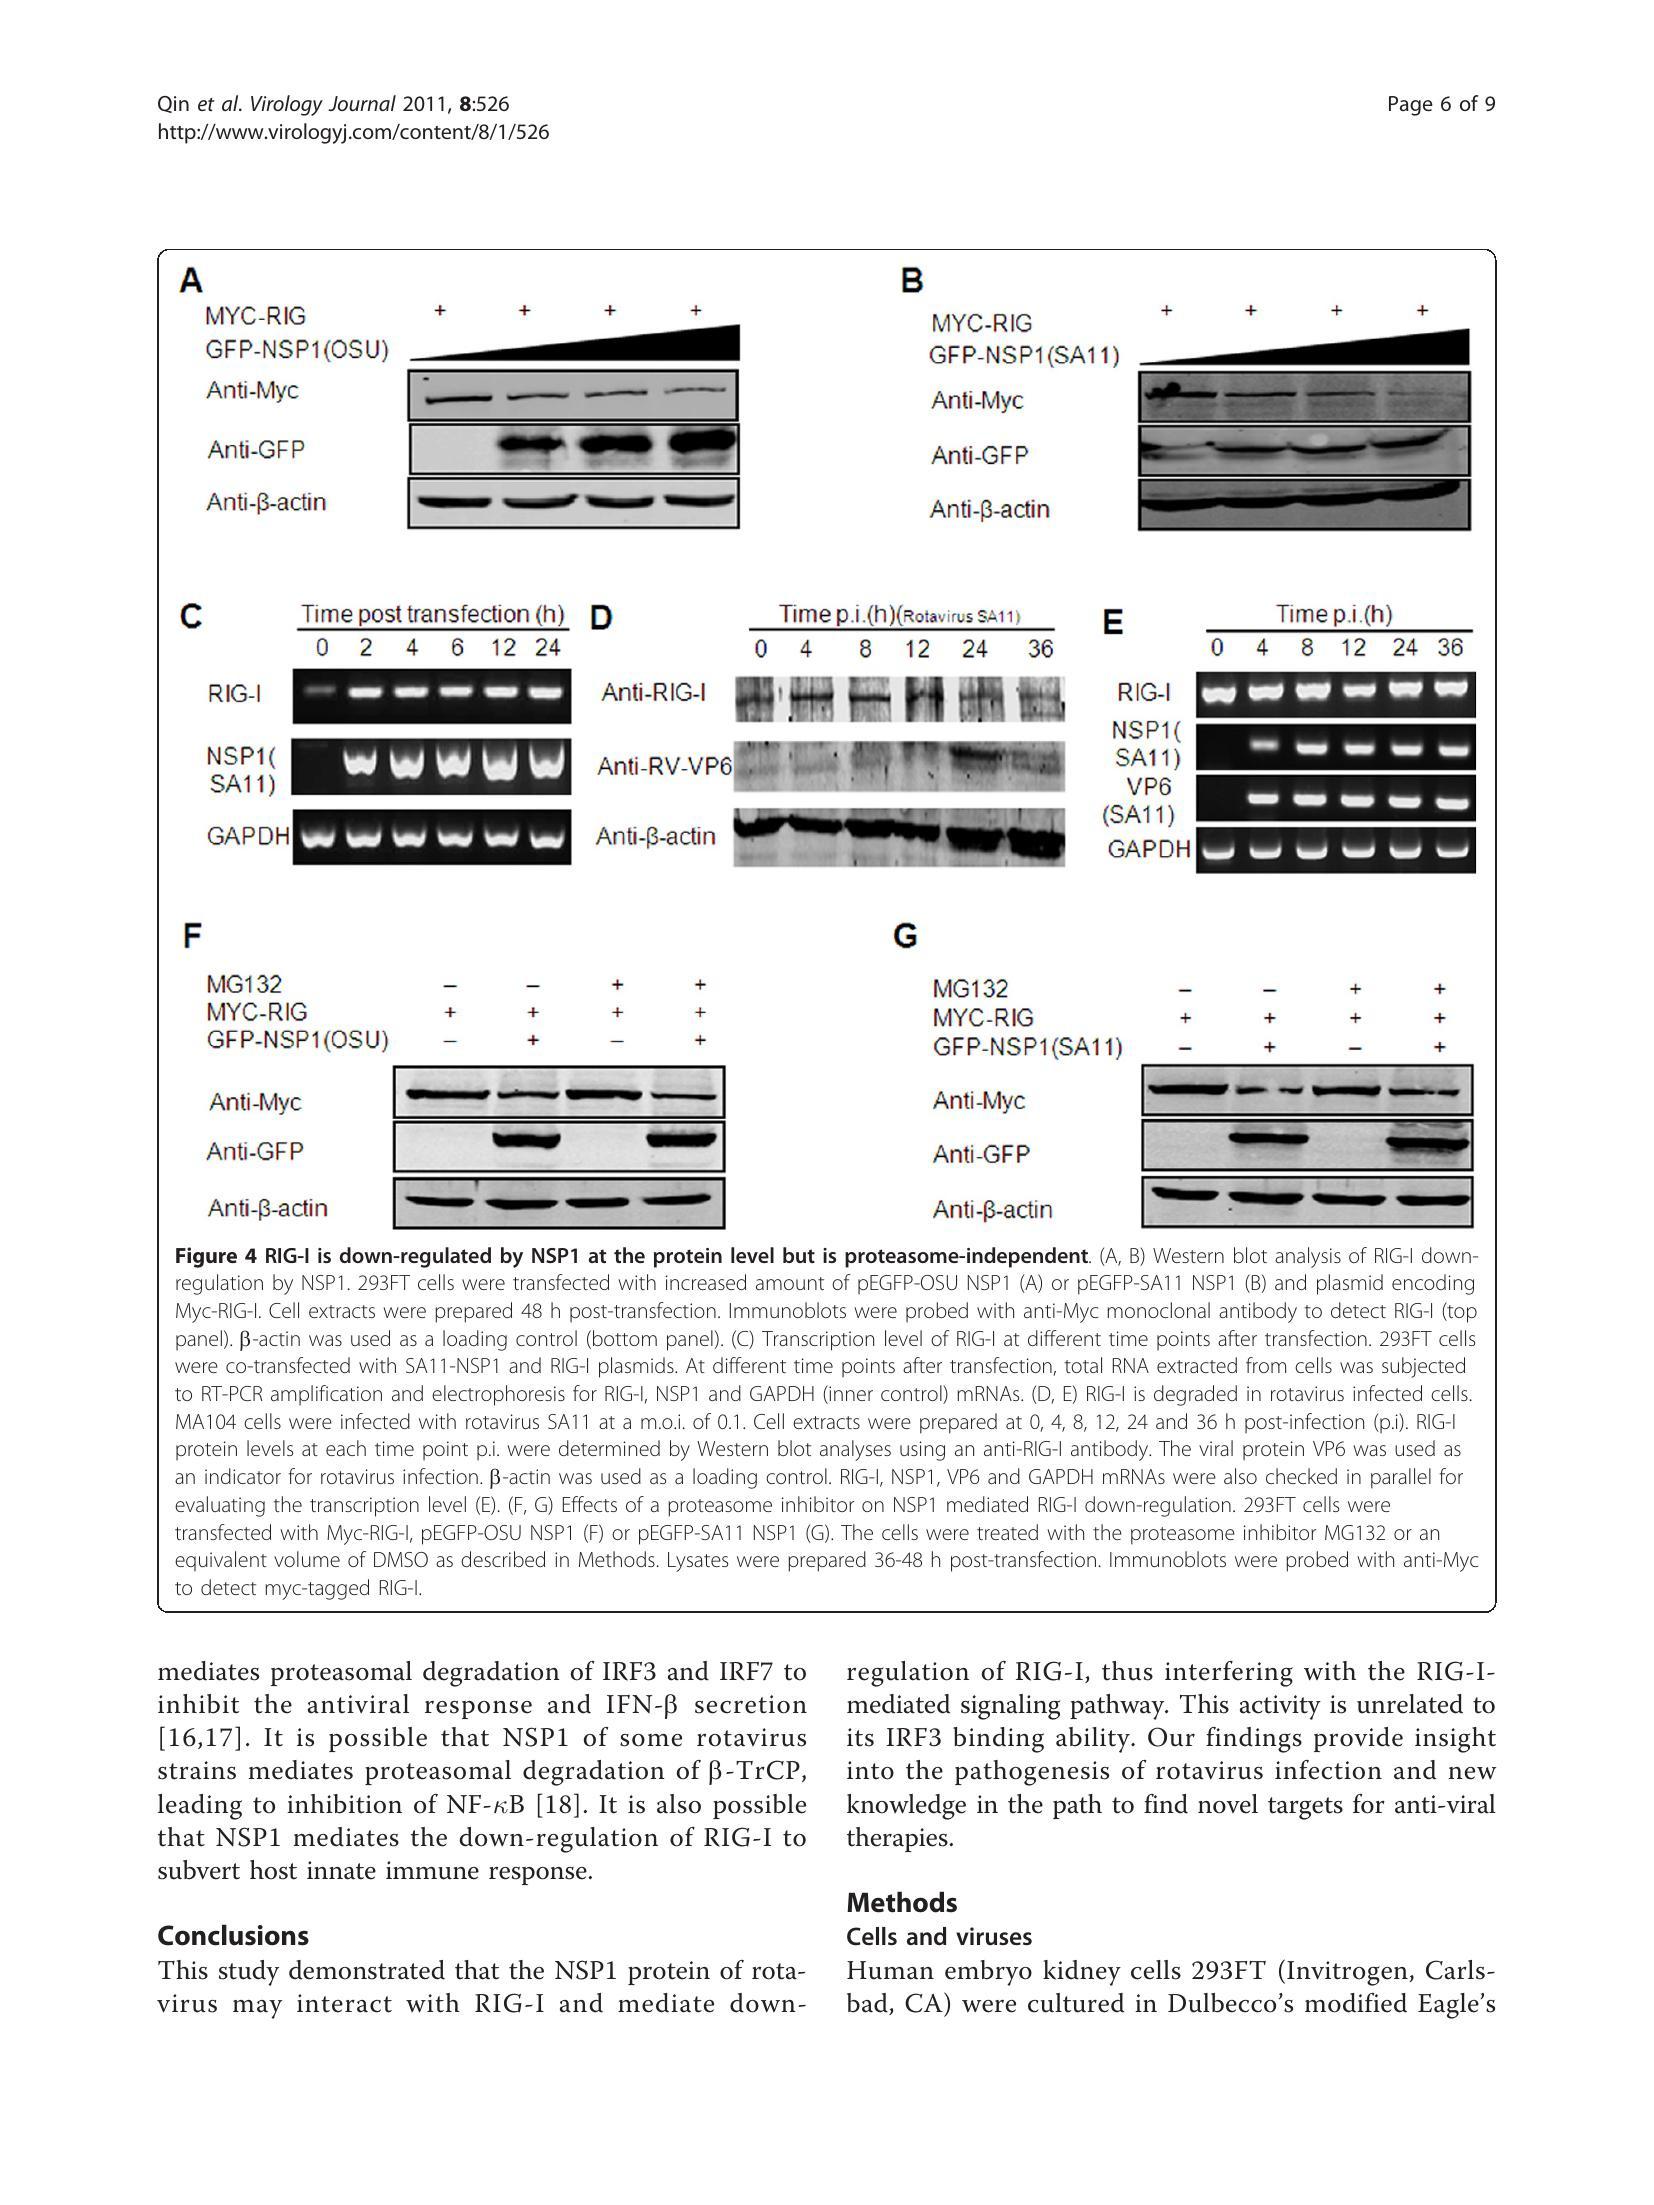 Qin et al. Virology Journal 2011, 8:526
http://www.virologyj.com/content/8/1/526
Page 6 of 9
A
MYC-RIG + + + +
GFP-NSP1(OSU)
Anti-Myc
Anti-GFP
Anti-β-actin
B
MYC-RIG + + + +
GFP-NSP1(SA11)
Anti-Myc
Anti-GFP
Anti-β-actin
C
Time post transfection (h)
0 2 4 6 12 24
RIG-I
NSP1(
SA11)
GAPDH
D
Time p.i.(h)(Rotavirus SA11)
0 4 8 12 24 36
Anti-RIG-I
Anti-RV-VP6
Anti-β-actin
E
Time p.i.(h)
0 4 8 12 24 36
RIG-I
NSP1(
SA11)
VP6
(SA11)
GAPDH
F
MG132 – – + +
MYC-RIG + + + +
GFP-NSP1(OSU) – + – +
Anti-Myc
Anti-GFP
Anti-β-actin
G
MG132 – – + +
MYC-RIG + + + +
GFP-NSP1(SA11) – + – +
Anti-Myc
Anti-GFP
Anti-β-actin
Figure 4 RIG-I is down-regulated by NSP1 at the protein level but is proteasome-independent. (A, B) Western blot analysis of RIG-I down-
regulation by NSP1. 293FT cells were transfected with increased amount of pEGFP-OSU NSP1 (A) or pEGFP-SA11 NSP1 (B) and plasmid encoding
Myc-RIG-I. Cell extracts were prepared 48 h post-transfection. Immunoblots were probed with anti-Myc monoclonal antibody to detect RIG-I (top
panel). β-actin was used as a loading control (bottom panel). (C) Transcription level of RIG-I at different time points after transfection. 293FT cells
were co-transfected with SA11-NSP1 and RIG-I plasmids. At different time points after transfection, total RNA extracted from cells was subjected
to RT-PCR amplification and electrophoresis for RIG-I, NSP1 and GAPDH (inner control) mRNAs. (D, E) RIG-I is degraded in rotavirus infected cells.
MA104 cells were infected with rotavirus SA11 at a m.o.i. of 0.1. Cell extracts were prepared at 0, 4, 8, 12, 24 and 36 h post-infection (p.i). RIG-I
protein levels at each time point p.i. were determined by Western blot analyses using an anti-RIG-I antibody. The viral protein VP6 was used as
an indicator for rotavirus infection. β-actin was used as a loading control. RIG-I, NSP1, VP6 and GAPDH mRNAs were also checked in parallel for
evaluating the transcription level (E). (F, G) Effects of a proteasome inhibitor on NSP1 mediated RIG-I down-regulation. 293FT cells were
transfected with Myc-RIG-I, pEGFP-OSU NSP1 (F) or pEGFP-SA11 NSP1 (G). The cells were treated with the proteasome inhibitor MG132 or an
equivalent volume of DMSO as described in Methods. Lysates were prepared 36-48 h post-transfection. Immunoblots were probed with anti-Myc
to detect myc-tagged RIG-I.
mediates proteasomal degradation of IRF3 and IRF7 to
inhibit the antiviral response and IFN-β secretion
[16,17]. It is possible that NSP1 of some rotavirus
strains mediates proteasomal degradation of β-TrCP,
leading to inhibition of NF-κB [18]. It is also possible
that NSP1 mediates the down-regulation of RIG-I to
subvert host innate immune response.
Conclusions
This study demonstrated that the NSP1 protein of rota-
virus may interact with RIG-I and mediate down-
regulation of RIG-I, thus interfering with the RIG-I-
mediated signaling pathway. This activity is unrelated to
its IRF3 binding ability. Our findings provide insight
into the pathogenesis of rotavirus infection and new
knowledge in the path to find novel targets for anti-viral
therapies.
Methods
Cells and viruses
Human embryo kidney cells 293FT (Invitrogen, Carls-
bad, CA) were cultured in Dulbecco's modified Eagle's